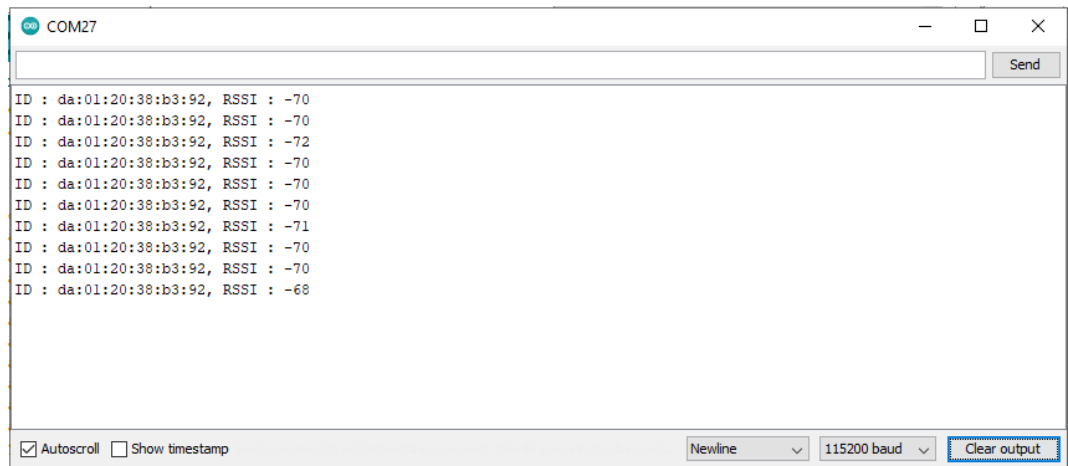 COM27
Send
ID : da:01:20:38:b3:92, RSSI : -70
ID : da:01:20:38:b3:92, RSSI : -70
ID : da:01:20:38:b3:92, RSSI : -72
ID : da:01:20:38:b3:92, RSSI : -70
ID : da:01:20:38:b3:92, RSSI : -70
ID : da:01:20:38:b3:92, RSSI : -70
ID : da:01:20:38:b3:92, RSSI : -71
ID : da:01:20:38:b3:92, RSSI : -70
ID : da:01:20:38:b3:92, RSSI : -70
ID : da:01:20:38:b3:92, RSSI : -68
Autoscroll Show timestamp Newline 115200 baud Clear output